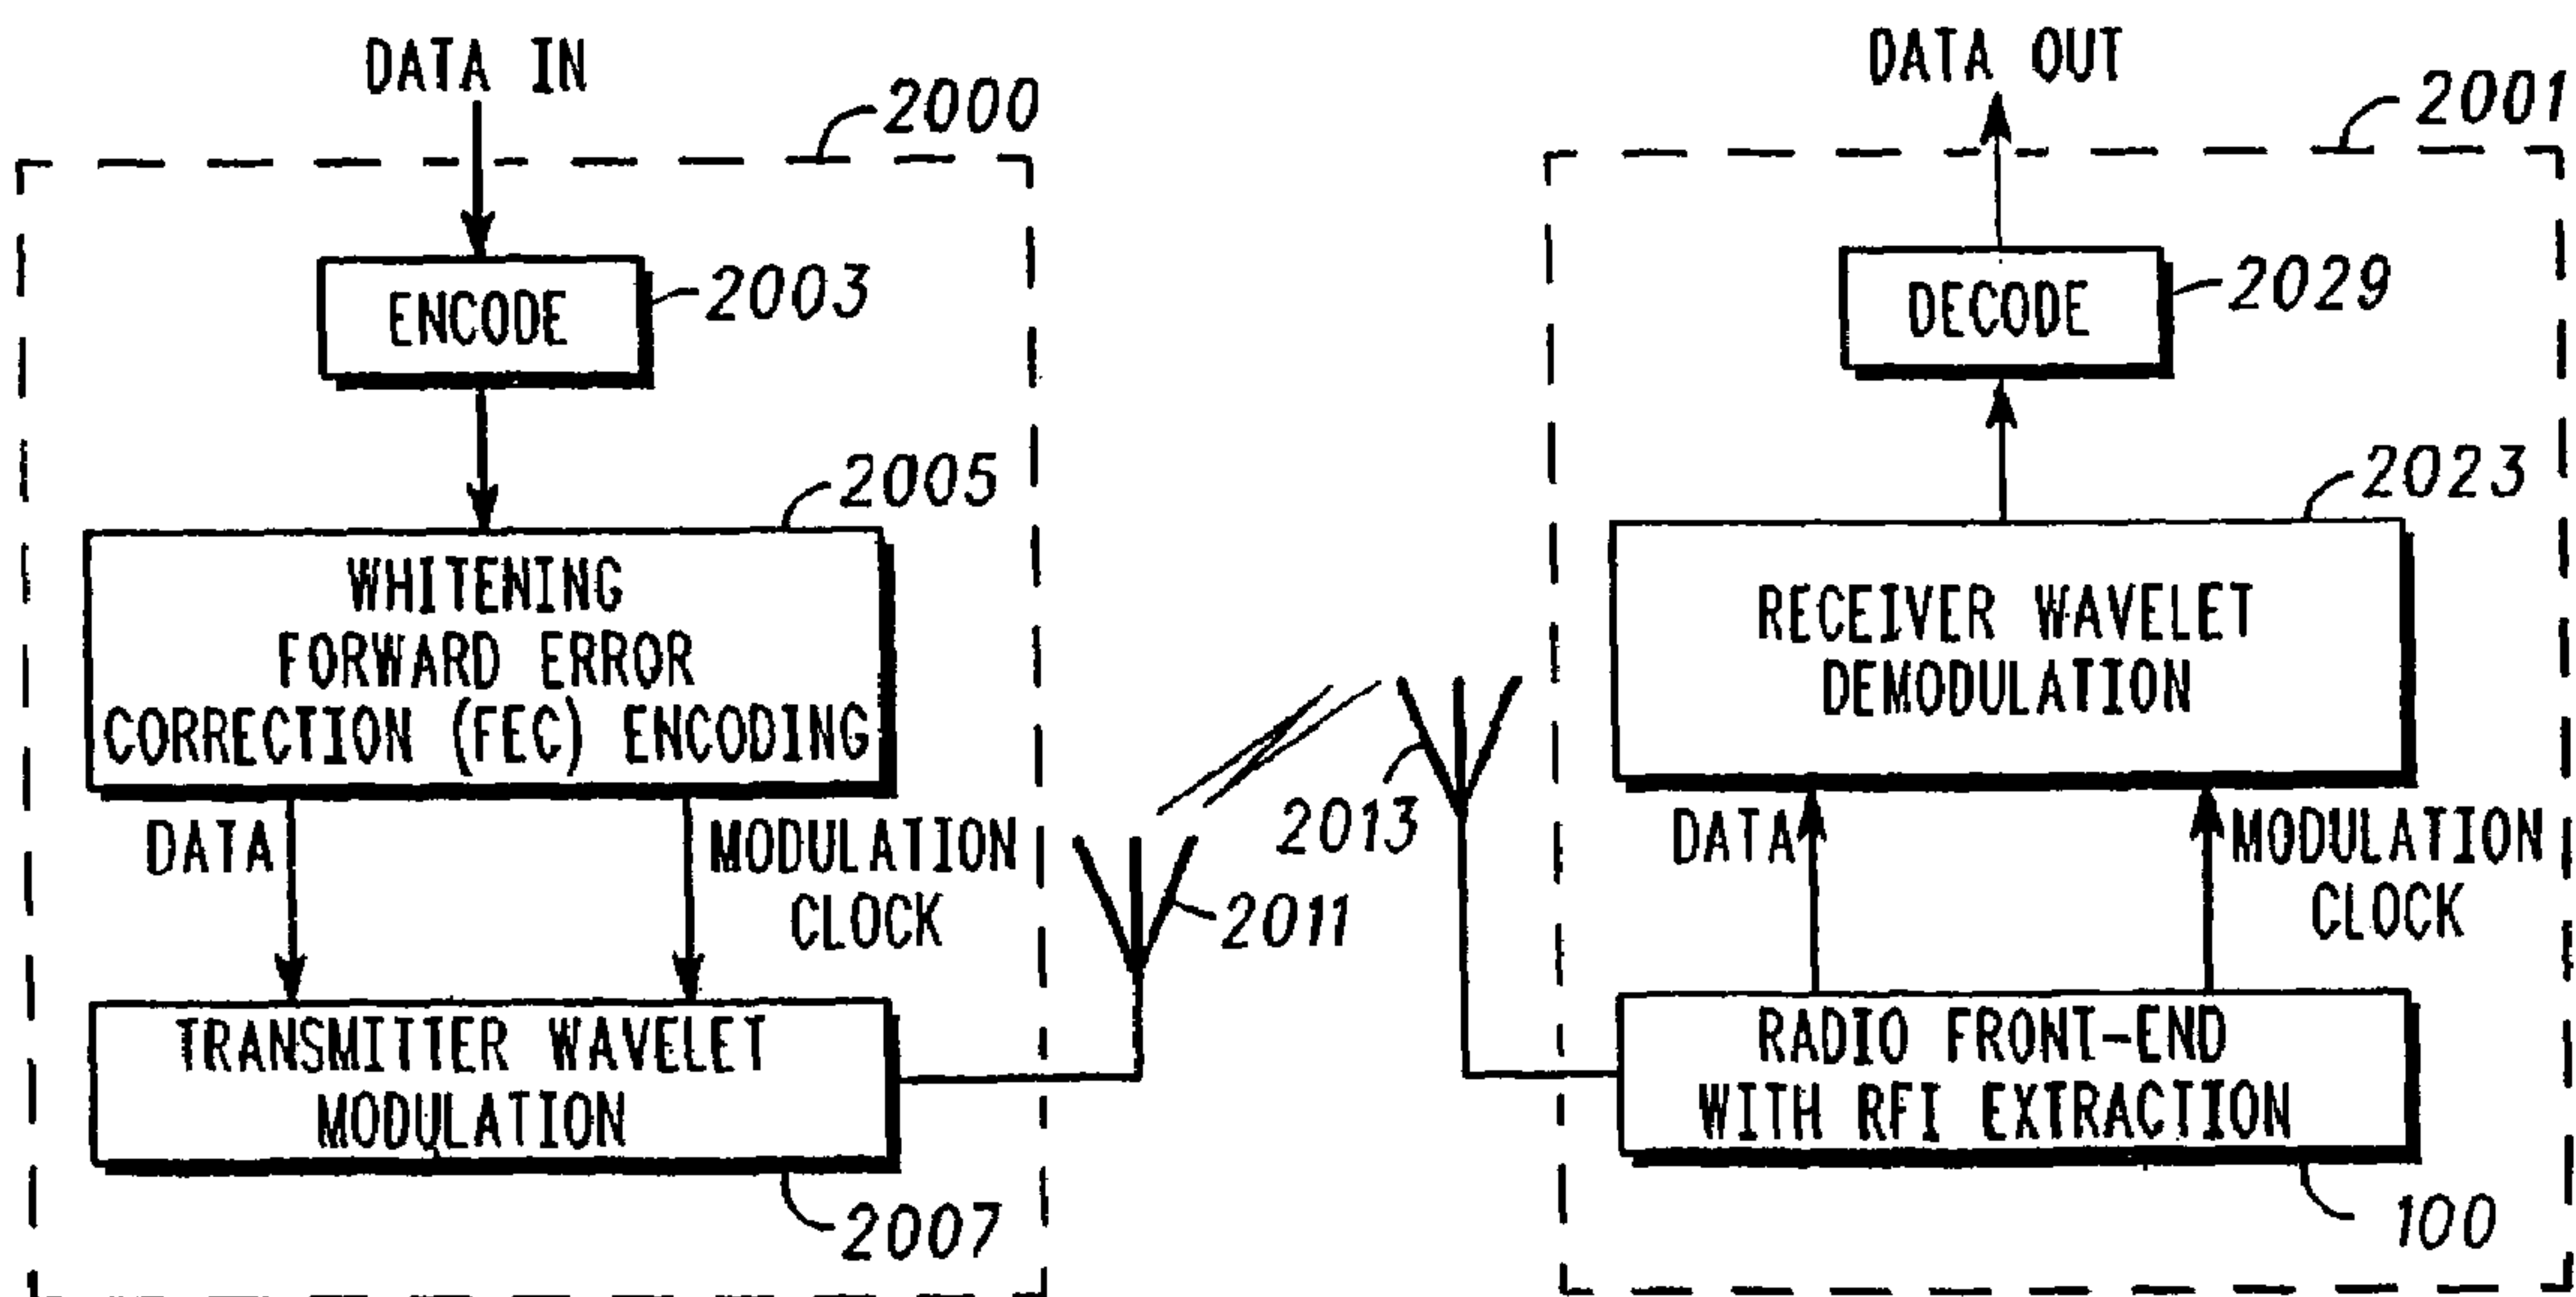 DATA IN
2000
ENCODE
2003
2005
WHITENING
FORWARD ERROR
CORRECTION (FEC) ENCODING
DATA
MODULATION
CLOCK
TRANSMITTER WAVELET
MODULATION
2007
2011
2013
DATA OUT
2001
DECODE
2029
2023
RECEIVER WAVELET
DEMODULATION
DATA
MODULATION
CLOCK
RADIO FRONT-END
WITH RFI EXTRACTION
100